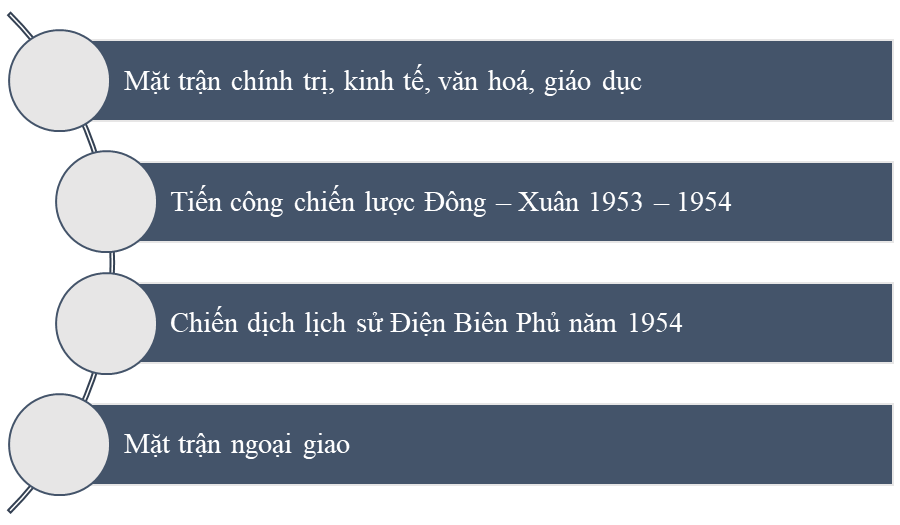 Mặt trận chính trị, kinh tế, văn hoá, giáo dục
Tiến công chiến lược Đông – Xuân 1953 – 1954
Chiến dịch lịch sử Điện Biên Phủ năm 1954
Mặt trận ngoại giao